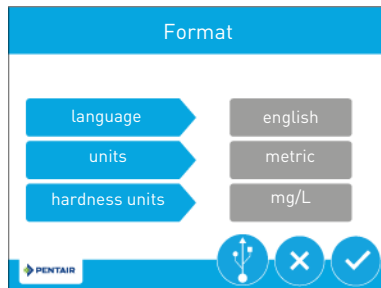 Format
language english
units metric
hardness units mg/L
PENTAIR